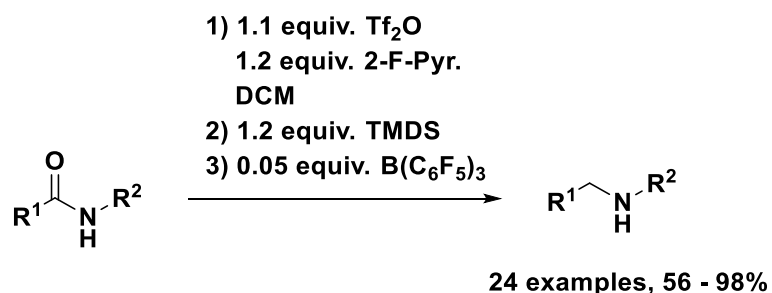 1) 1.1 equiv. Tf₂O
1.2 equiv. 2-F-Pyr.
DCM
2) 1.2 equiv. TMDS
3) 0.05 equiv. B(C₆F₅)₃
O
R¹
N
H
R²
R¹
N
H
R²
24 examples, 56 - 98%